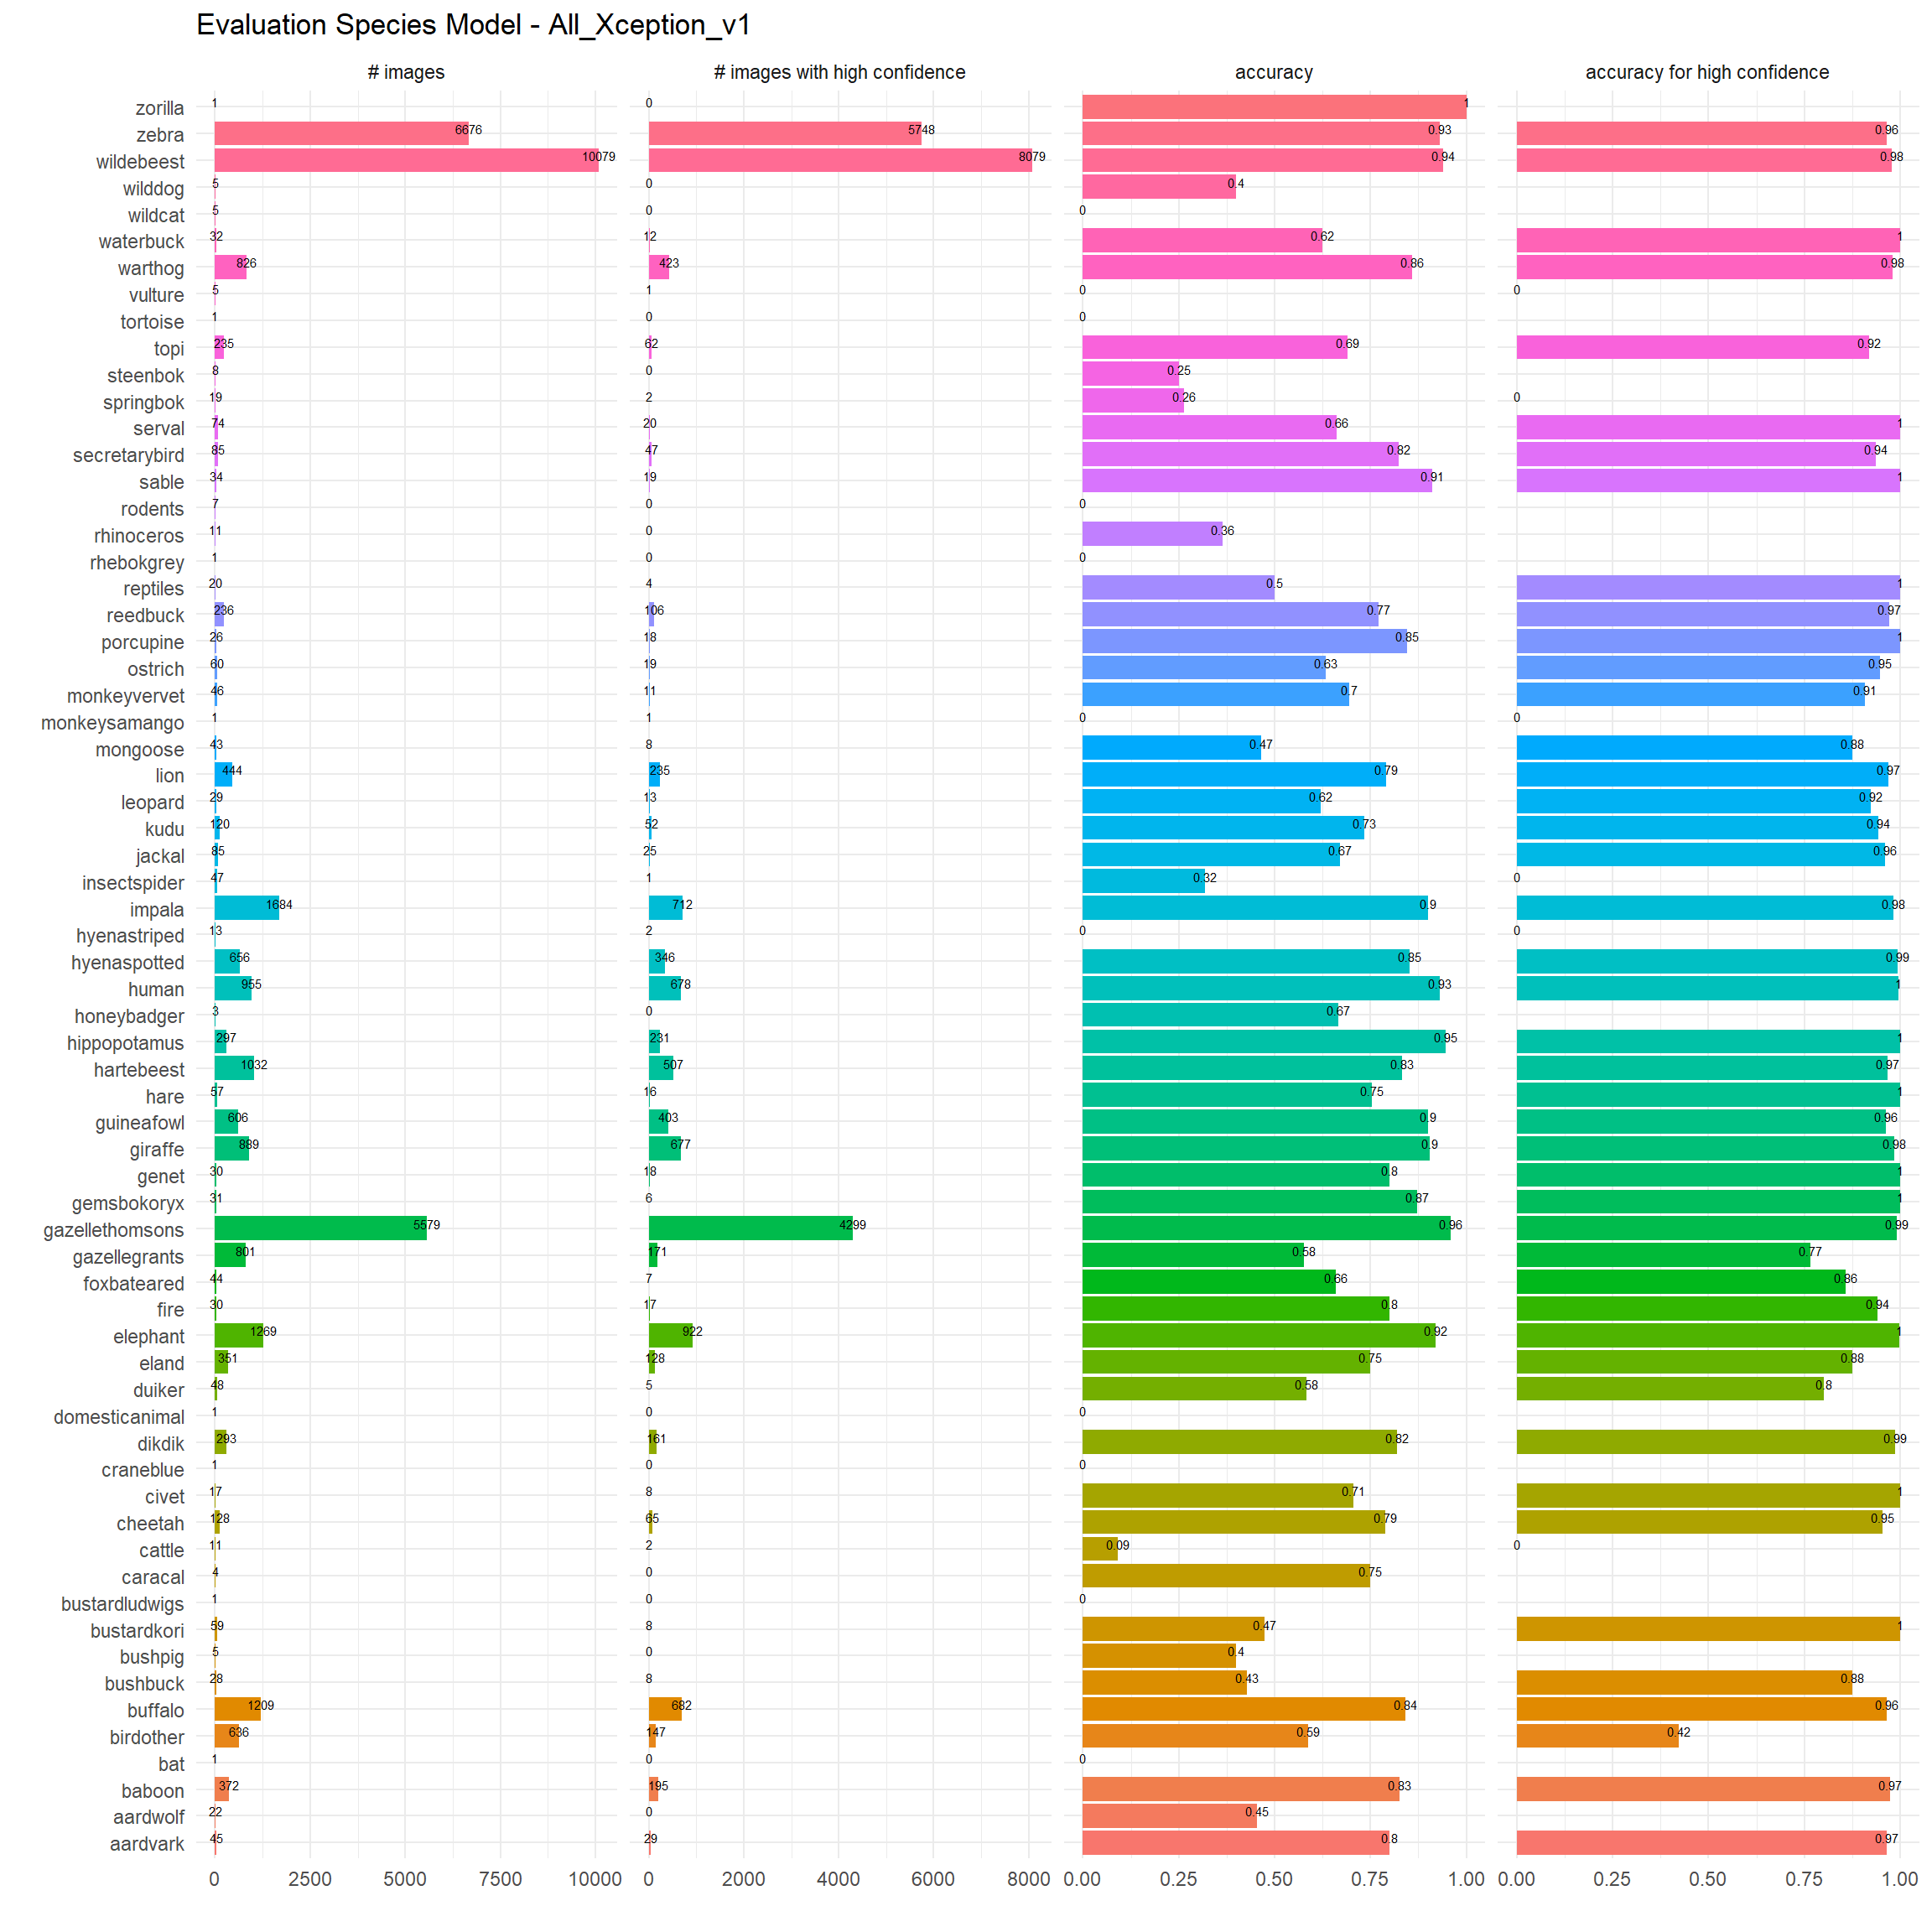 Evaluation Species Model - All_Xception_v1
# images # images with high confidence accuracy accuracy for high confidence
zorilla 1 0 1
zebra 6676 5748 0.93 0.96
wildebeest 10079 8079 0.94 0.98
wilddog 5 0 0.4
wildcat 5 0 0
waterbuck 32 12 0.62 1
warthog 826 423 0.86 0.98
vulture 5 1 0 0
tortoise 1 0 0
topi 235 62 0.69 0.92
steenbok 8 0 0.25
springbok 19 2 0.26 0
serval 74 20 0.66 1
secretarybird 85 47 0.82 0.94
sable 34 19 0.91 1
rodents 7 0 0
rhinoceros 11 0 0.36
rhebokgrey 1 0 0
reptiles 20 4 0.5 1
reedbuck 236 106 0.77 0.97
porcupine 26 18 0.85 1
ostrich 60 19 0.63 0.95
monkeyvervet 46 11 0.7 0.91
monkeysamango 1 1 0 0
mongoose 43 8 0.47 0.88
lion 444 235 0.79 0.97
leopard 29 13 0.62 0.92
kudu 120 52 0.73 0.94
jackal 85 25 0.67 0.96
insectspider 47 1 0.32 0
impala 1684 712 0.9 0.98
hyenastriped 13 2 0 0
hyenaspotted 656 346 0.85 0.99
human 955 678 0.93 1
honeybadger 3 0 0.67
hippopotamus 297 231 0.95 1
hartebeest 1032 507 0.83 0.97
hare 57 16 0.75 1
guineafowl 606 403 0.9 0.96
giraffe 889 677 0.9 0.98
genet 30 18 0.8 1
gemsbokoryx 31 6 0.87 1
gazellethomsons 5579 4299 0.96 0.99
gazellegrants 801 171 0.58 0.77
foxbateared 44 7 0.66 0.86
fire 30 17 0.8 0.94
elephant 1269 922 0.92 1
eland 351 128 0.75 0.88
duiker 48 5 0.58 0.8
domesticanimal 1 0 0
dikdik 293 161 0.82 0.99
craneblue 1 0 0
civet 17 8 0.71 1
cheetah 128 65 0.79 0.95
cattle 11 2 0.09 0
caracal 4 0 0.75
bustardludwigs 1 0 0
bustardkori 59 8 0.47 1
bushpig 5 0 0.4
bushbuck 28 8 0.43 0.88
buffalo 1209 682 0.84 0.96
birdother 636 147 0.59 0.42
bat 1 0 0
baboon 372 195 0.83 0.97
aardwolf 22 0 0.45
aardvark 45 29 0.8 0.97
0 2500 5000 7500 10000 0 2000 4000 6000 8000 0.00 0.25 0.50 0.75 1.00 0.00 0.25 0.50 0.75 1.00